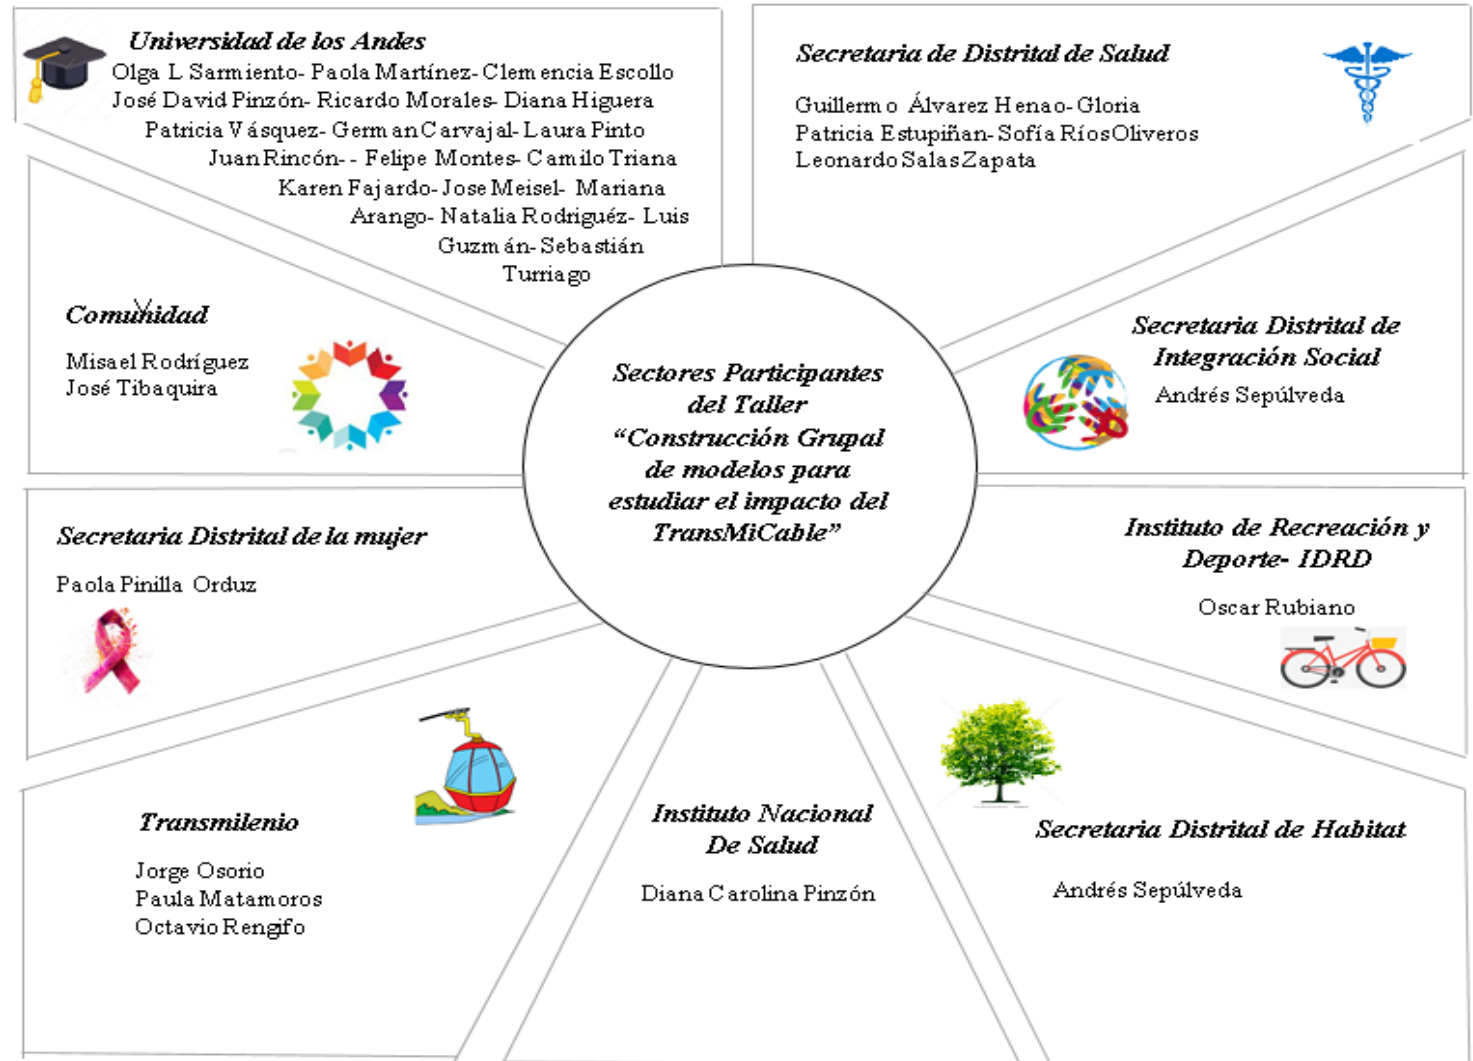 Universidad de los Andes
Olga L Sarmiento- Paola Martínez- Clemencia Escollo
José David Pinzón- Ricardo Morales- Diana Higuera
Patricia Vásquez- German Carvajal- Laura Pinto
Juan Rincón-- Felipe Montes- Camilo Triana
Karen Fajardo- Jose Meisel- Mariana
Arango- Natalia Rodriguéz- Luis
Guzmán- Sebastián
Turriago
Secretaria de Distrital de Salud
Guillermo Álvarez Henao- Gloria
Patricia Estupiñan- Sofía Ríos Oliveros
Leonardo Salas Zapata
Comunidad
Misael Rodríguez
José Tibaquira
Sectores Participantes
del Taller
“Construcción Grupal
de modelos para
estudiar el impacto del
TransMiCable”
Secretaria Distrital de
Integración Social
Andrés Sepúlveda
Secretaria Distrital de la mujer
Paola Pinilla Orduz
Instituto de Recreación y
Deporte- IDRD
Oscar Rubiano
Transmilenio
Jorge Osorio
Paula Matamoros
Octavio Rengifo
Instituto Nacional
De Salud
Diana Carolina Pinzón
Secretaria Distrital de Habitat
Andrés Sepúlveda